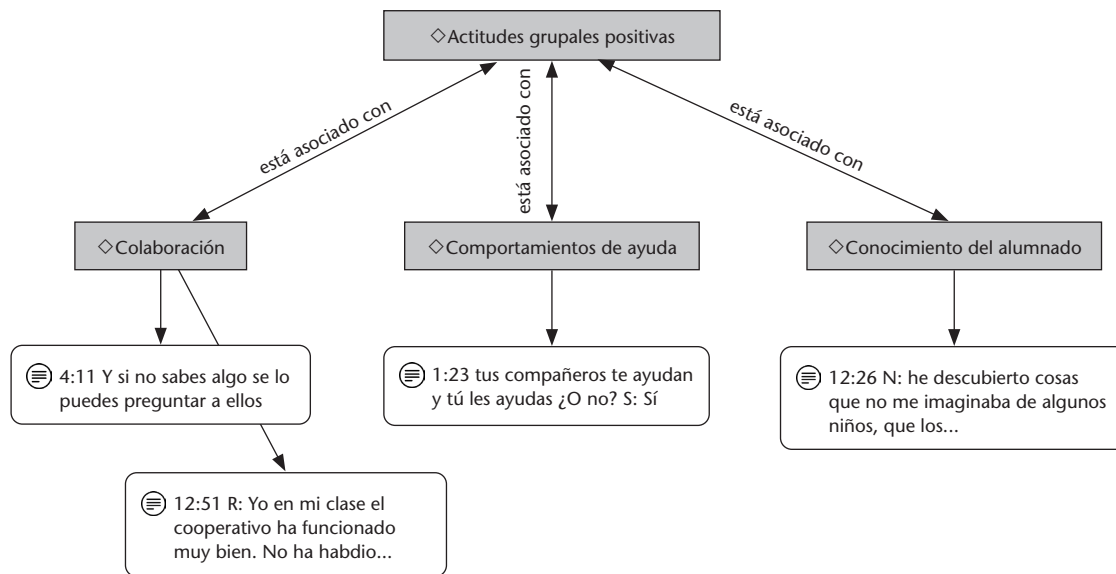 ◇Actitudes grupales positivas
está asociado con
está asociado con
está asociado con
◇Colaboración
◇Comportamientos de ayuda
◇Conocimiento del alumnado
4:11 Y si no sabes algo se lo
puedes preguntar a ellos
1:23 tus compañeros te ayudan
y tú les ayudas ¿O no? S: Sí
12:26 N: he descubierto cosas
que no me imaginaba de algunos
niños, que los...
12:51 R: Yo en mi clase el
cooperativo ha funcionado
muy bien. No ha habdio...